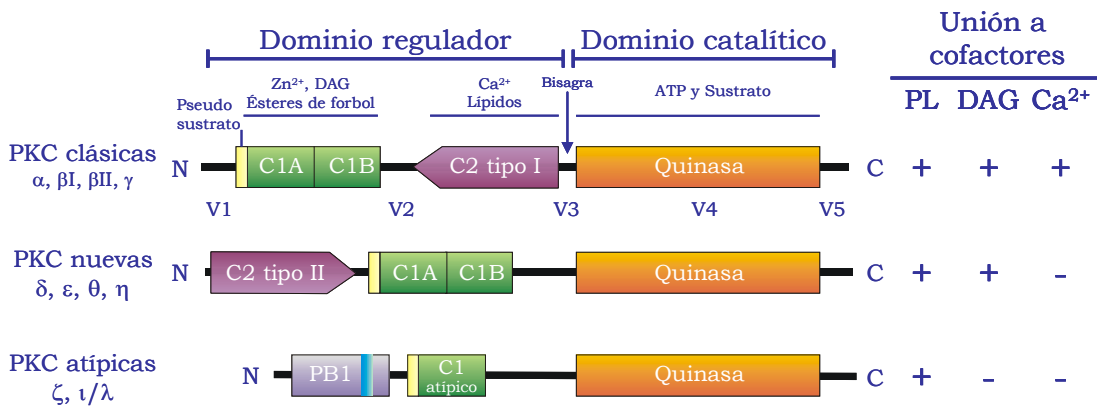 Dominio regulador
Dominio catalítico
Unión a
cofactores
Zn²⁺, DAG
Ésteres de forbol
Ca²⁺
Lípidos
Bisagra
ATP y Sustrato
PL DAG Ca²⁺
Pseudo
sustrato
PKC clásicas
α, βI, βII, γ
N C1A C1B C2 tipo I Quinasa C + + +
V1 V2 V3 V4 V5
PKC nuevas
δ, ε, θ, η
N C2 tipo II C1A C1B Quinasa C + + -
PKC atípicas
ζ, ι/λ
N PB1 C1
atípico
Quinasa C + - -